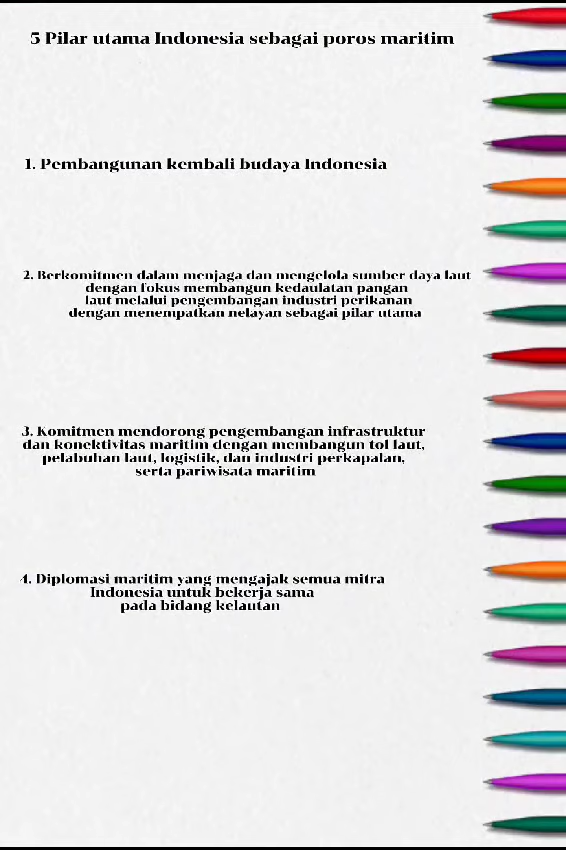 5 Pilar utama Indonesia sebagai poros maritim
1. Pembangunan kembali budaya Indonesia
2. Berkomitmen dalam menjaga dan mengelola sumber daya laut
dengan fokus membangun kedaulatan pangan
laut melalui pengembangan industri perikanan
dengan menempatkan nelayan sebagai pilar utama
3. Komitmen mendorong pengembangan infrastruktur
dan konektivitas maritim dengan membangun tol laut,
pelabuhan laut, logistik, dan industri perkapalan,
serta pariwisata maritim
4. Diplomasi maritim yang mengajak semua mitra
Indonesia untuk bekerja sama
pada bidang kelautan